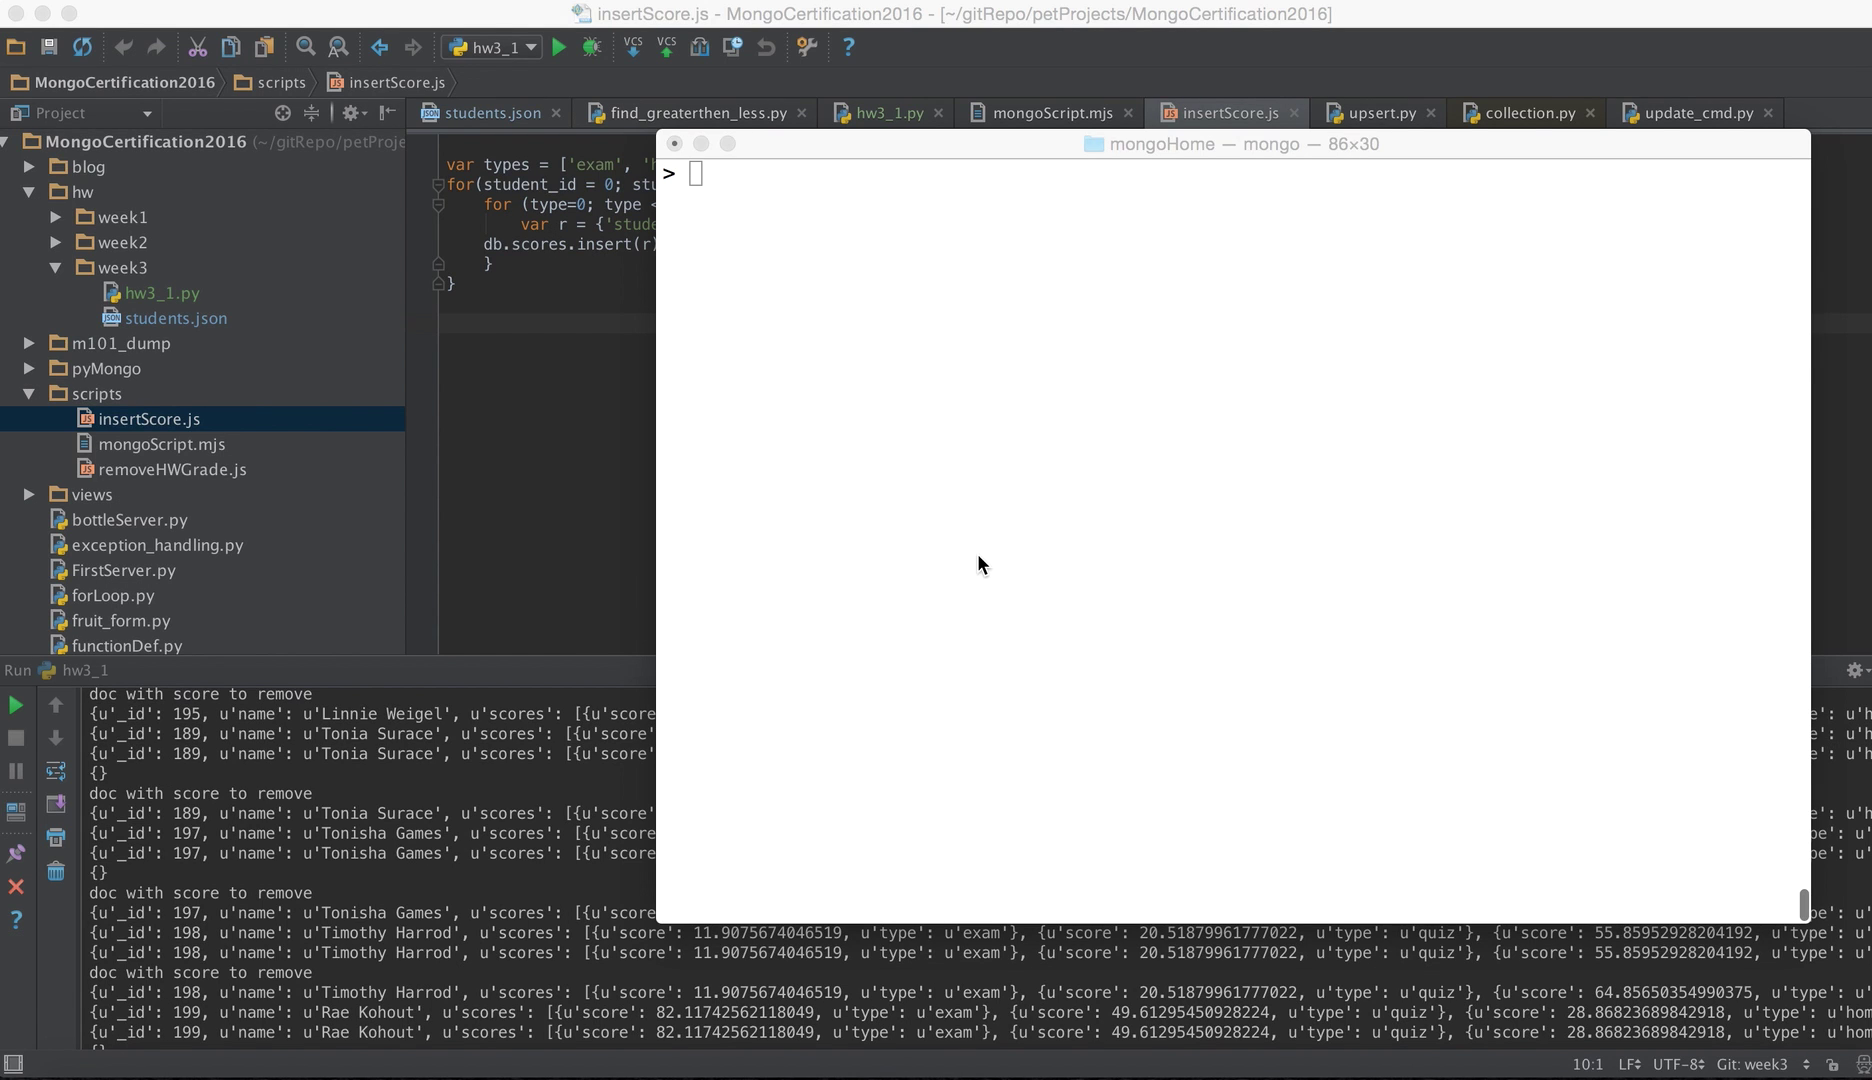 insertScore.js - MongoCertification2016 - [~/gitRepo/petProjects/MongoCertification2016]
hw3_1
VCS
VCS
?
MongoCertification2016
scripts
insertScore.js
Project
students.json
find_greaterthen_less.py
hw3_1.py
mongoScript.mjs
insertScore.js
upsert.py
collection.py
update_cmd.py
MongoCertification2016 (~/gitRepo/petProje
blog
hw
week1
week2
week3
hw3_1.py
students.json
m101_dump
pyMongo
scripts
insertScore.js
mongoScript.mjs
removeHWGrade.js
views
bottleServer.py
exception_handling.py
FirstServer.py
forLoop.py
fruit_form.py
functionDef.py
var types = ['exam', 'h
for(student_id = 0; stu
for (type=0; type <
var r = {'stude
db.scores.insert(r)
}
}
mongoHome — mongo — 86×30
>
Run hw3_1
doc with score to remove
{u'_id': 195, u'name': u'Linnie Weigel', u'scores': [{u'score e': u'h
{u'_id': 189, u'name': u'Tonia Surace', u'scores': [{u'score' e': u'h
{u'_id': 189, u'name': u'Tonia Surace', u'scores': [{u'score' e': u'h
{}
doc with score to remove
{u'_id': 189, u'name': u'Tonia Surace', u'scores': [{u'score' e': u'h
{u'_id': 197, u'name': u'Tonisha Games', u'scores': [{u'score pe': u'
{u'_id': 197, u'name': u'Tonisha Games', u'scores': [{u'score pe': u'
{}
doc with score to remove
{u'_id': 197, u'name': u'Tonisha Games', u'scores': [{u'score pe': u'
{u'_id': 198, u'name': u'Timothy Harrod', u'scores': [{u'score': 11.9075674046519, u'type': u'exam'}, {u'score': 20.51879961777022, u'type': u'quiz'}, {u'score': 55.85952928204192, u'type': u'
{u'_id': 198, u'name': u'Timothy Harrod', u'scores': [{u'score': 11.9075674046519, u'type': u'exam'}, {u'score': 20.51879961777022, u'type': u'quiz'}, {u'score': 55.85952928204192, u'type': u'
doc with score to remove
{u'_id': 198, u'name': u'Timothy Harrod', u'scores': [{u'score': 11.9075674046519, u'type': u'exam'}, {u'score': 20.51879961777022, u'type': u'quiz'}, {u'score': 64.85650354990375, u'type': u'
{u'_id': 199, u'name': u'Rae Kohout', u'scores': [{u'score': 82.11742562118049, u'type': u'exam'}, {u'score': 49.61295450928224, u'type': u'quiz'}, {u'score': 28.86823689842918, u'type': u'hom
{u'_id': 199, u'name': u'Rae Kohout', u'scores': [{u'score': 82.11742562118049, u'type': u'exam'}, {u'score': 49.61295450928224, u'type': u'quiz'}, {u'score': 28.86823689842918, u'type': u'hom
?
10:1 LF UTF-8 Git: week3